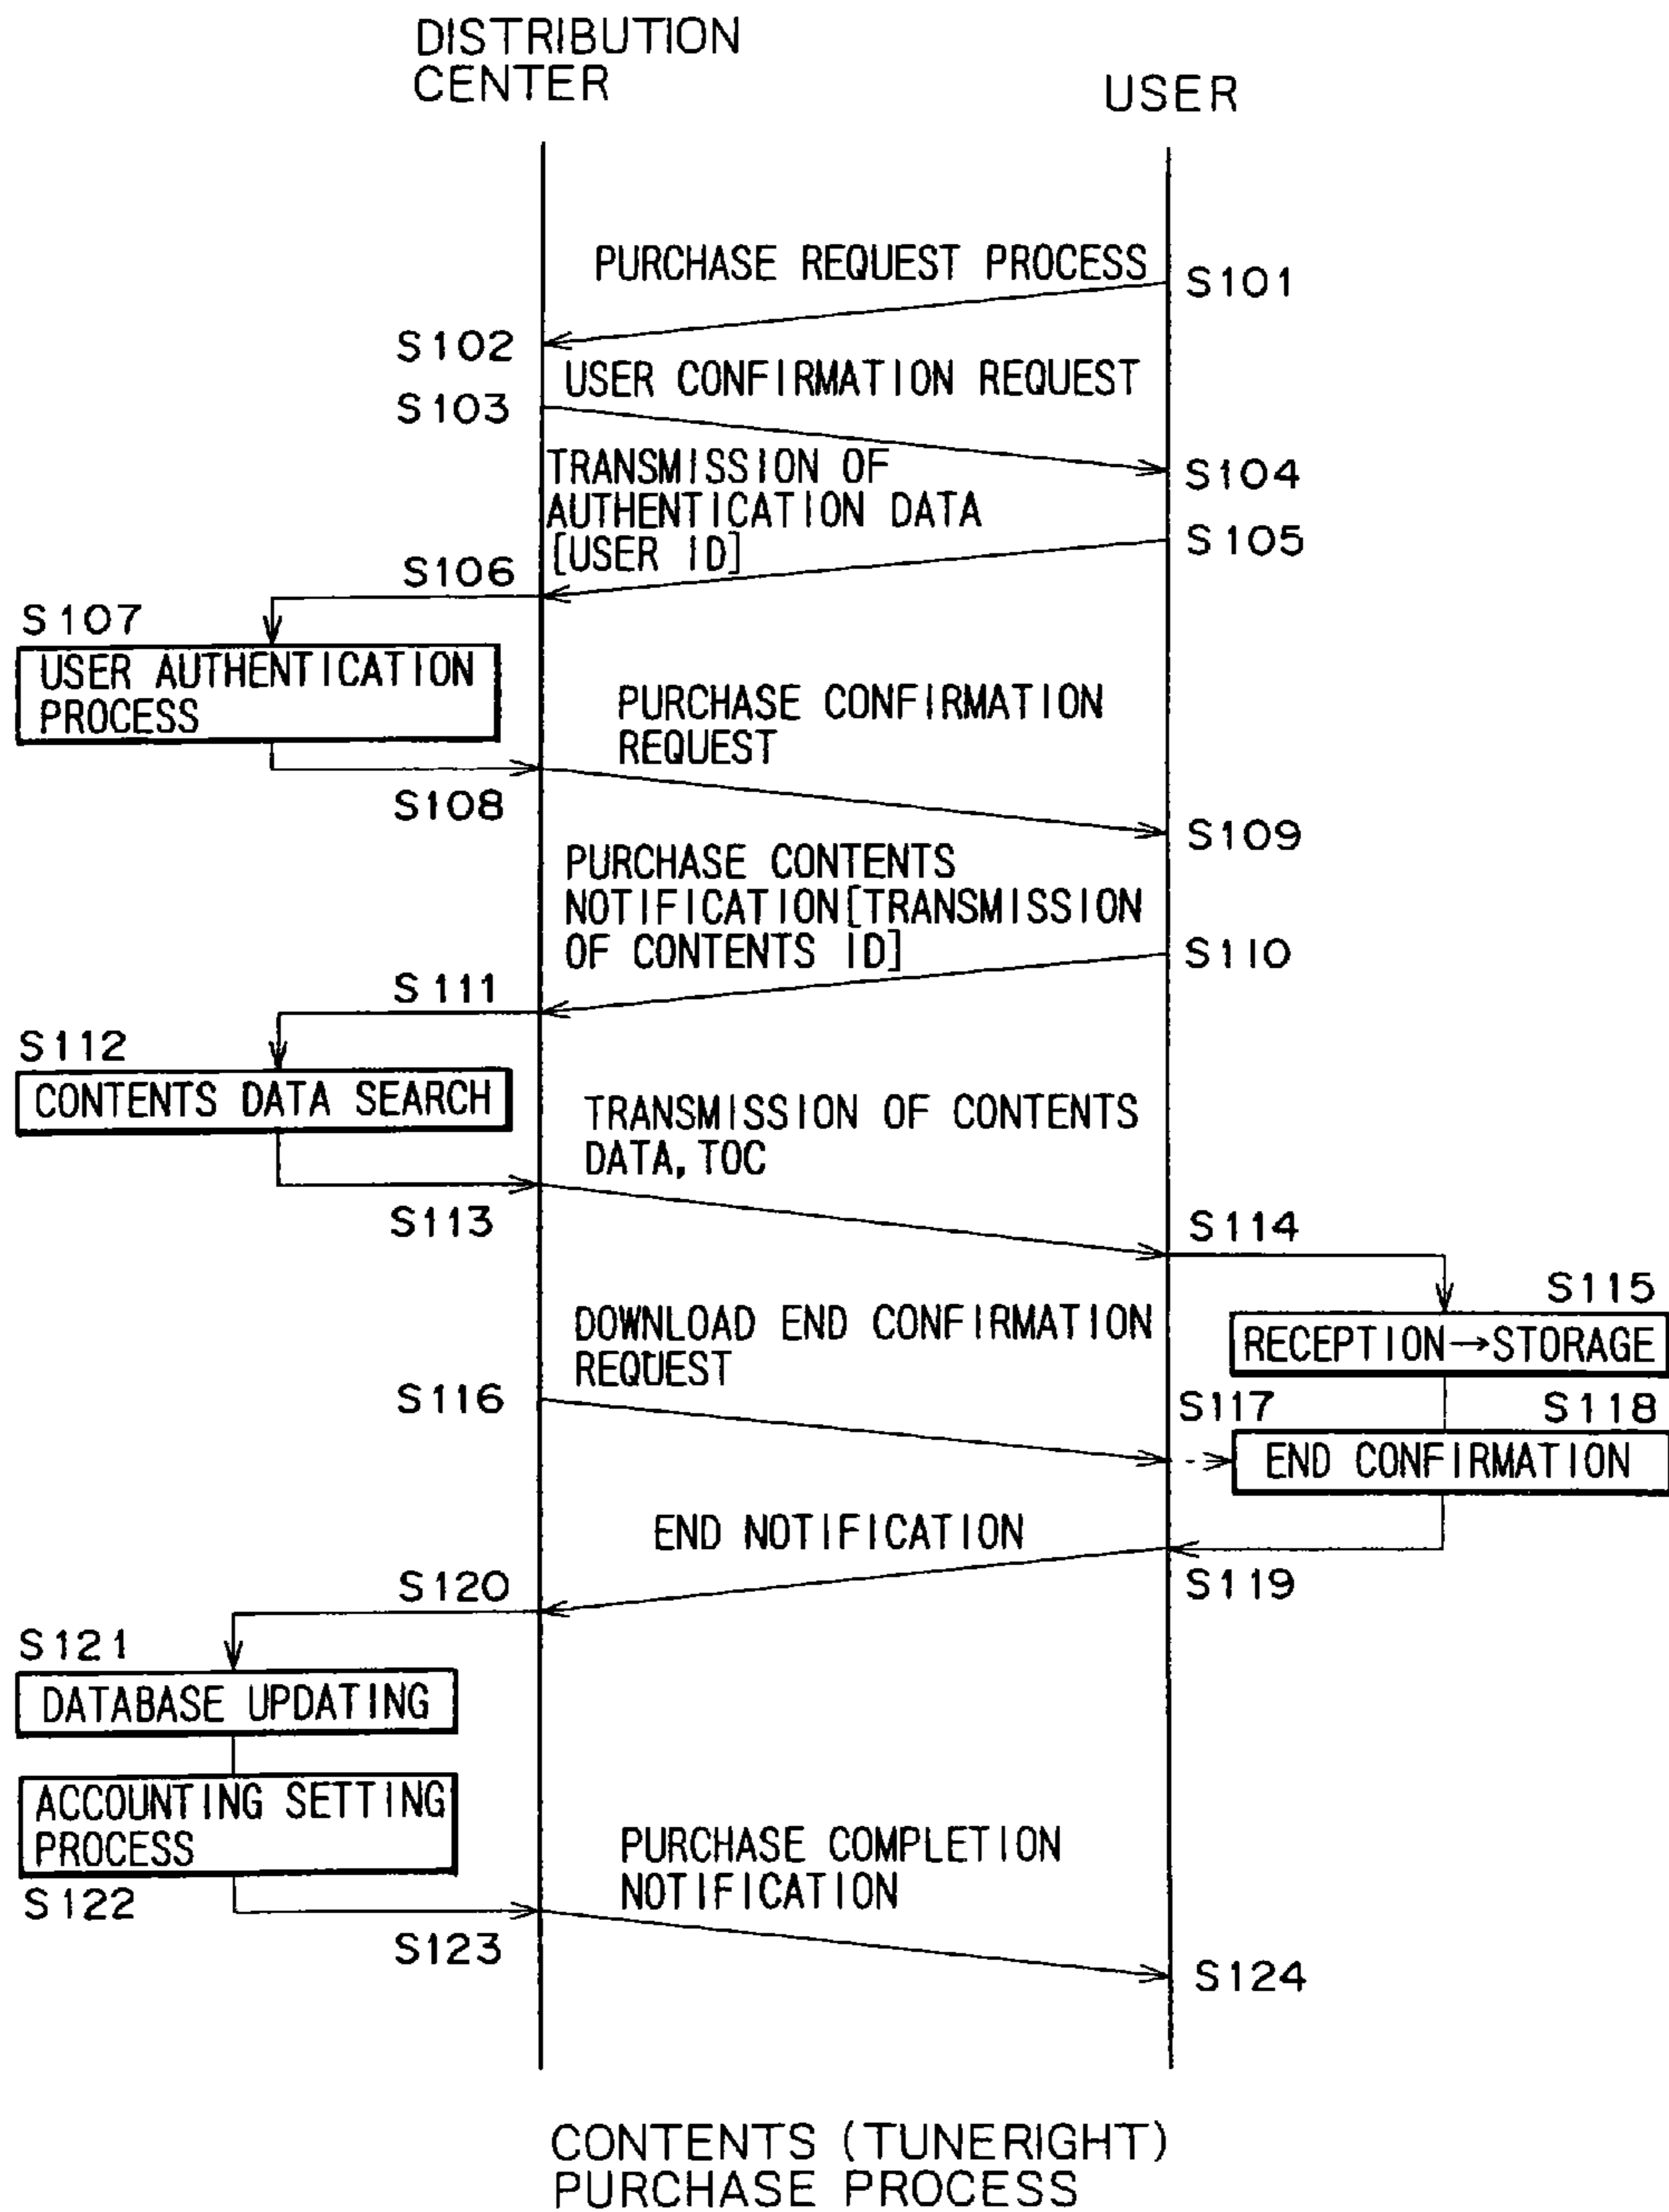 DISTRIBUTION
CENTER
USER
PURCHASE REQUEST PROCESS
S101
S102
USER CONFIRMATION REQUEST
S103
TRANSMISSION OF
S104
AUTHENTICATION DATA
[USER ID]
S105
S106
S107
USER AUTHENTICATION
PROCESS
PURCHASE CONFIRMATION
REQUEST
S108
S109
PURCHASE CONTENTS
NOTIFICATION[TRANSMISSION
OF CONTENTS ID]
S110
S111
S112
CONTENTS DATA SEARCH
TRANSMISSION OF CONTENTS
DATA,TOC
S113
S114
S115
RECEPTION→STORAGE
DOWNLOAD END CONFIRMATION
REQUEST
S116
S117
S118
END CONFIRMATION
END NOTIFICATION
S119
S120
S121
DATABASE UPDATING
ACCOUNTING SETTING
PROCESS
S122
PURCHASE COMPLETION
NOTIFICATION
S123
S124
CONTENTS (TUNERIGHT)
PURCHASE PROCESS